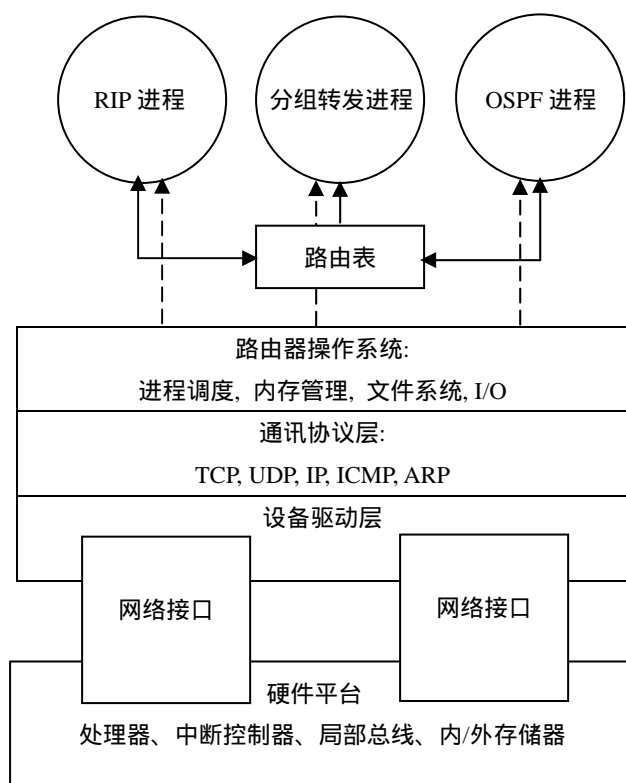 RIP 进程
分组转发进程
OSPF 进程
路由表
路由器操作系统:
进程调度, 内存管理, 文件系统, I/O
通讯协议层:
TCP, UDP, IP, ICMP, ARP
设备驱动层
网络接口
网络接口
硬件平台
处理器、中断控制器、局部总线、内/外存储器